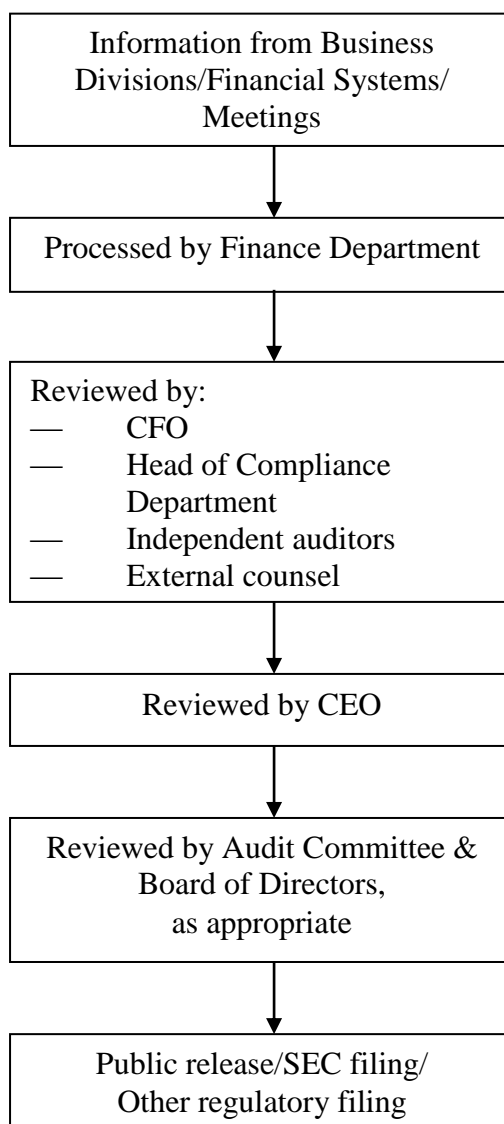 Information from Business
Divisions/Financial Systems/
Meetings
Processed by Finance Department
Reviewed by:
— CFO
— Head of Compliance
Department
— Independent auditors
— External counsel
Reviewed by CEO
Reviewed by Audit Committee &
Board of Directors,
as appropriate
Public release/SEC filing/
Other regulatory filing